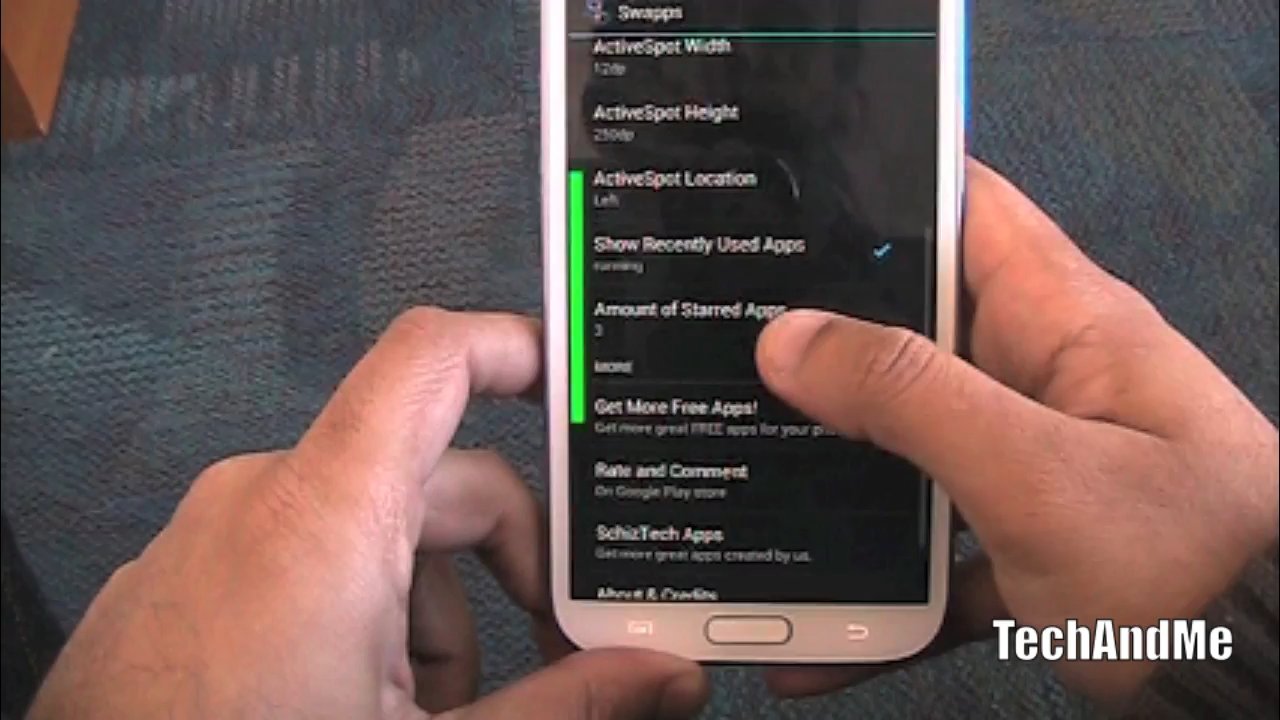 Swapps
ActiveSpot Width
12dp
ActiveSpot Height
250dp
ActiveSpot Location
Left
Show Recently Used Apps
running
Amount of Starred Apps
3
MORE
Get More Free Apps!
Get more great FREE apps for your
Rate and Comment
On Google Play store
SchizTech Apps
Get more great apps created by us.
About & Credits
TechAndMe